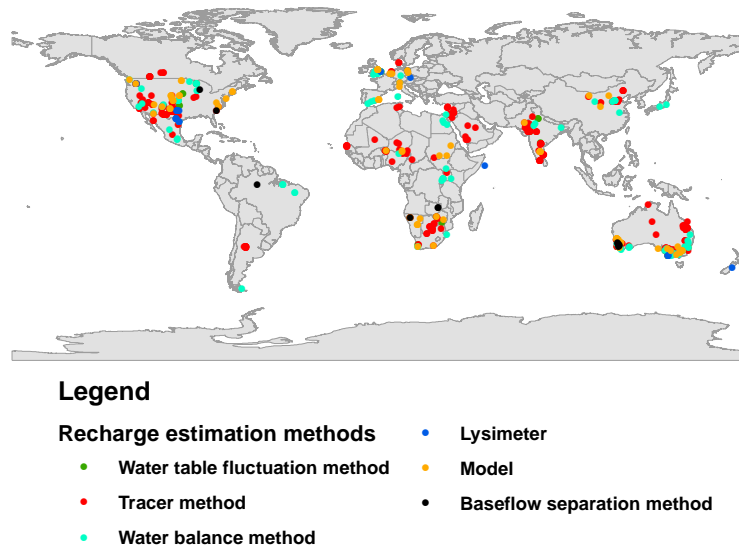 Legend
Recharge estimation methods
Water table fluctuation method
Tracer method
Water balance method
Lysimeter
Model
Baseflow separation method